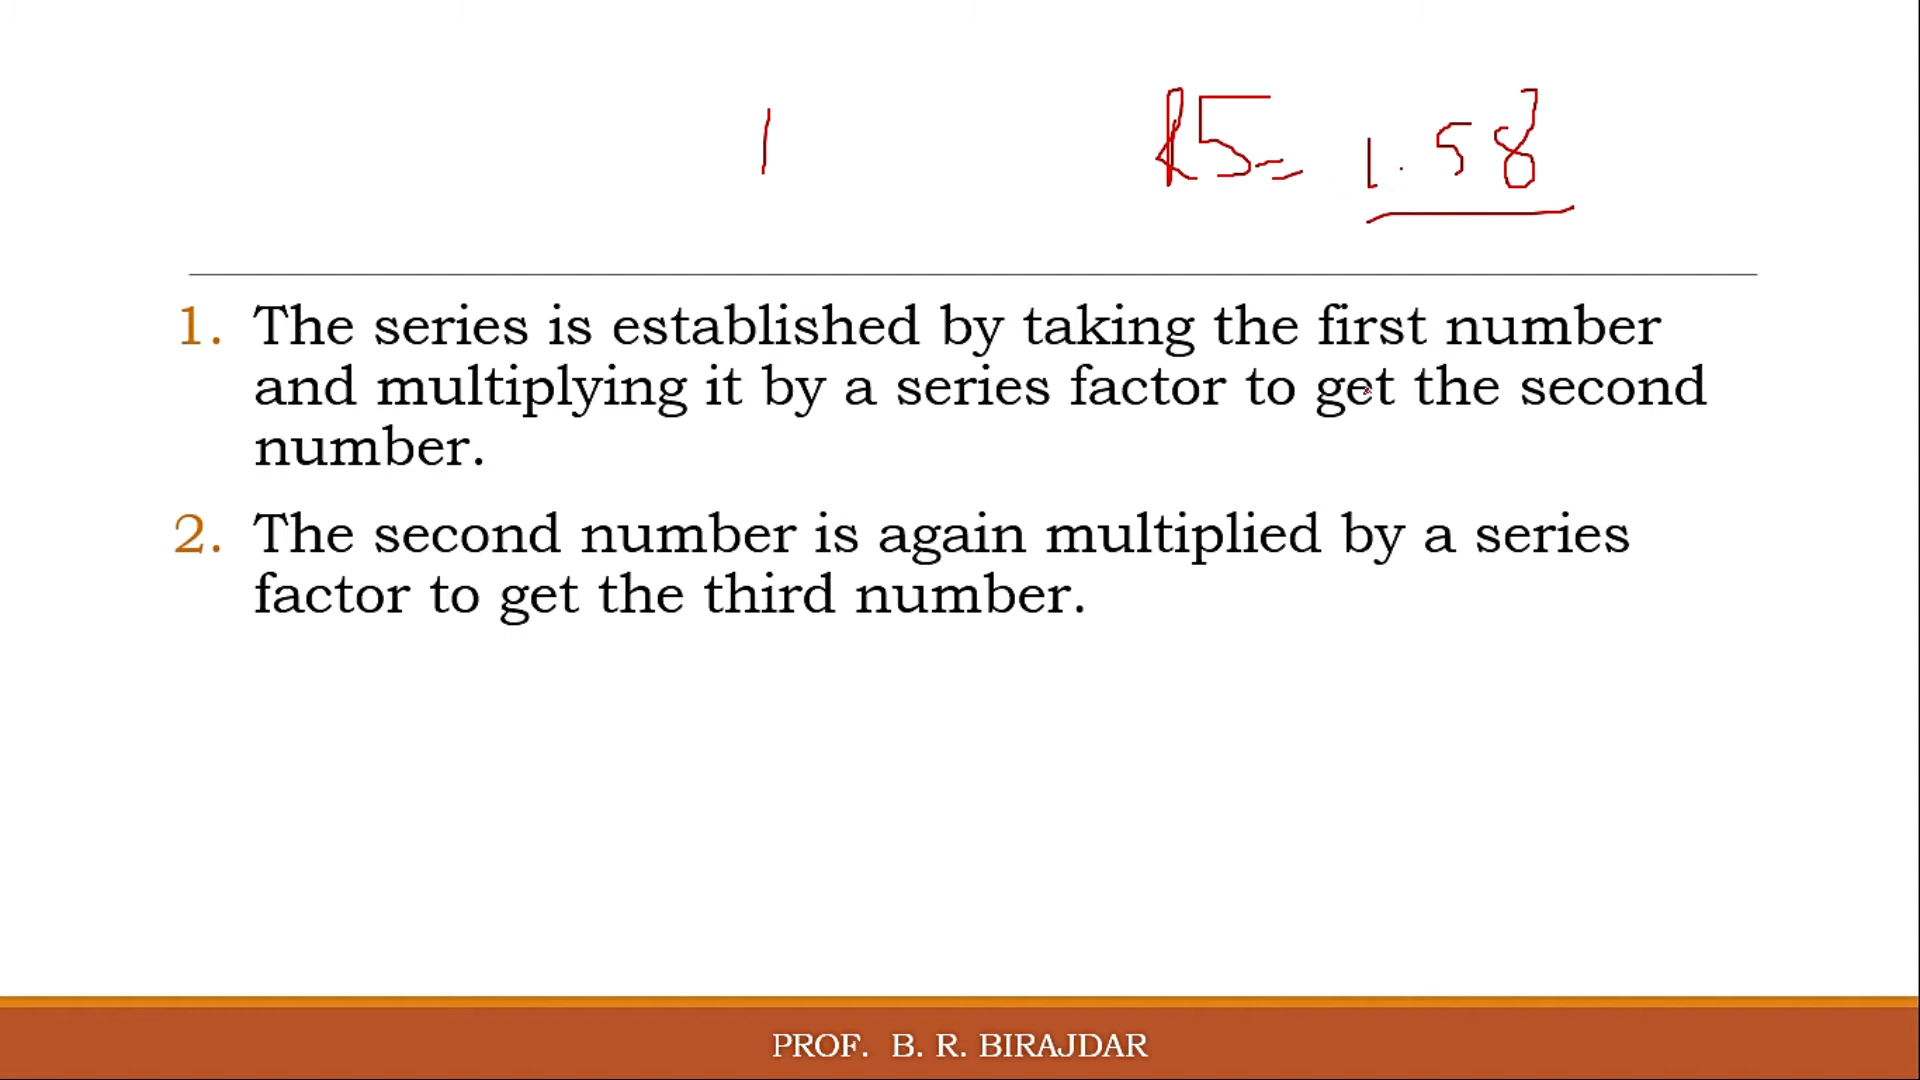 1 R5= 1.58
1. The series is established by taking the first number
and multiplying it by a series factor to get the second
number.
2. The second number is again multiplied by a series
factor to get the third number.
PROF. B. R. BIRAJDAR